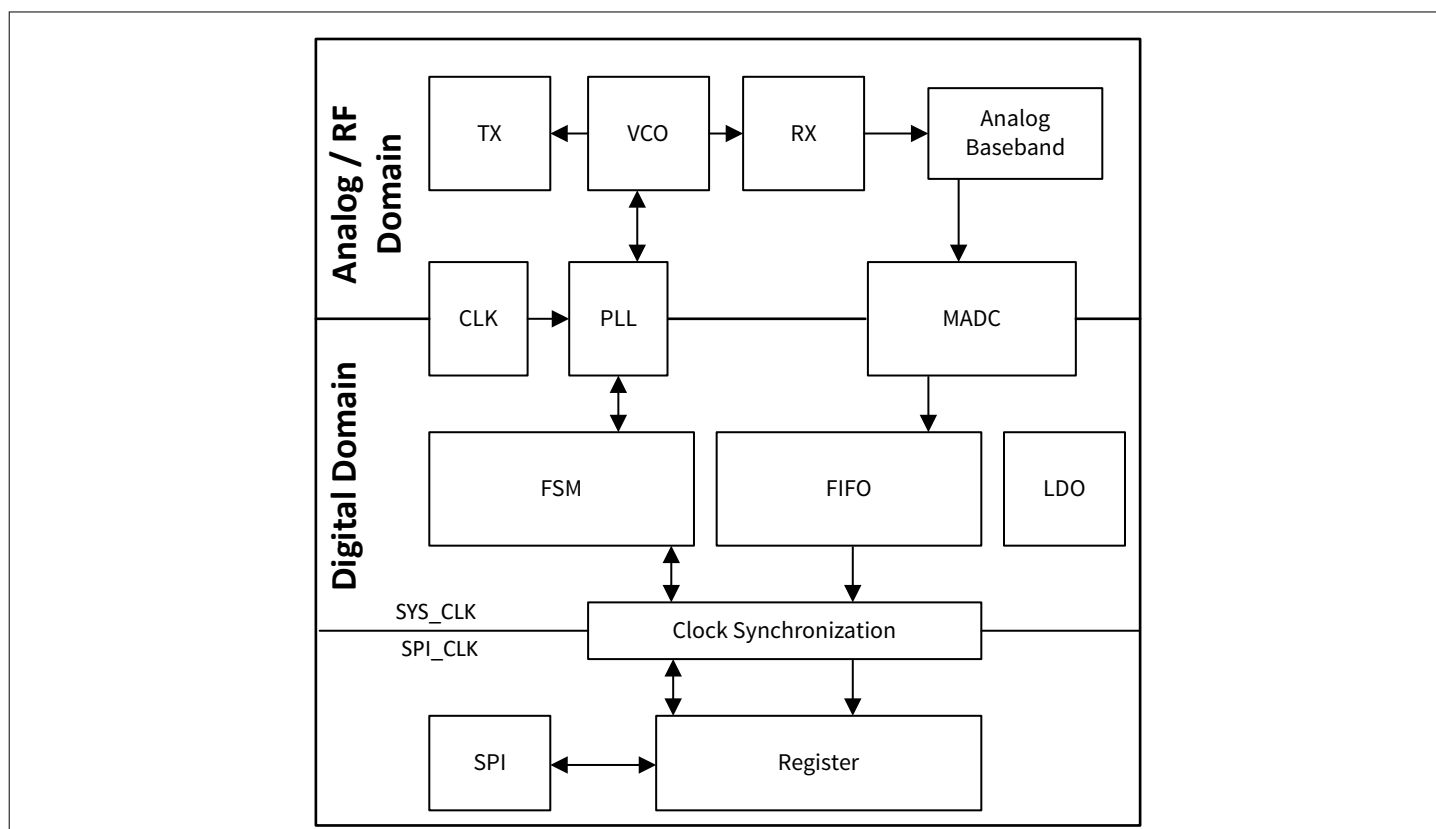 Analog / RF
Domain
TX
VCO
RX
Analog
Baseband
CLK
PLL
MADC
Digital Domain
FSM
FIFO
LDO
SYS_CLK
SPI_CLK
Clock Synchronization
SPI
Register